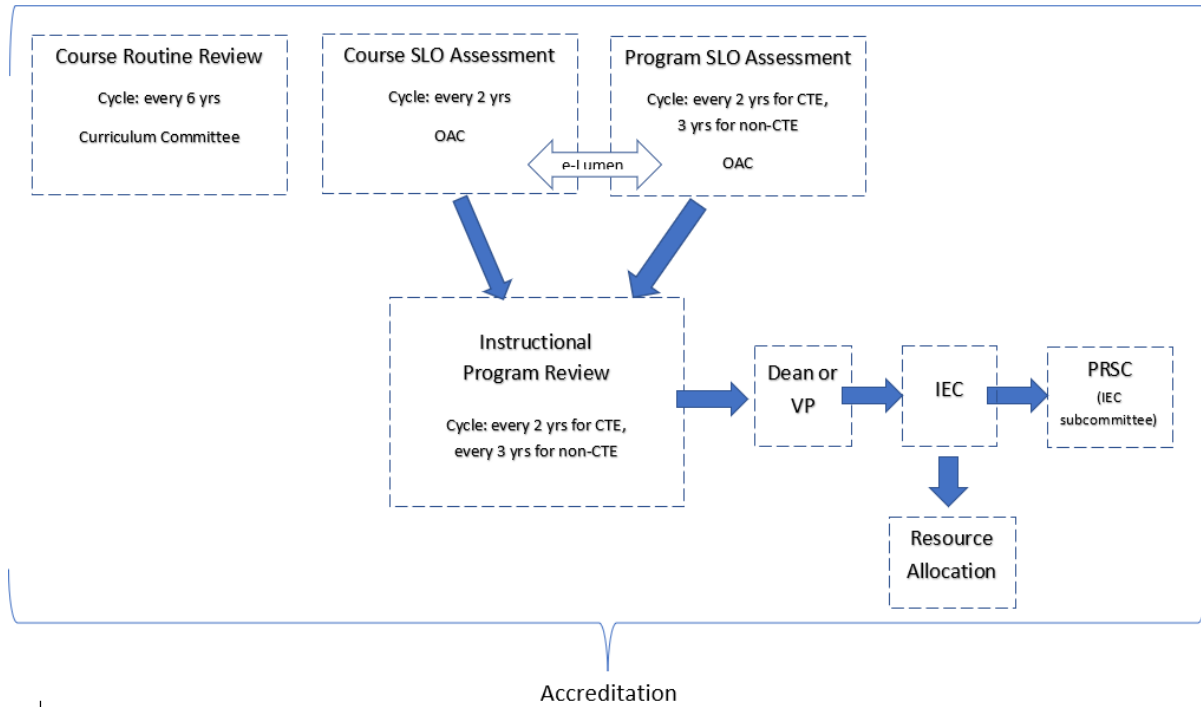 Course Routine Review
Cycle: every 6 yrs
Curriculum Committee
Course SLO Assessment
Cycle: every 2 yrs
OAC
Program SLO Assessment
Cycle: every 2 yrs for CTE,
3 yrs for non-CTE
OAC
e-Lumen
Instructional
Program Review
Cycle: every 2 yrs for CTE,
every 3 yrs for non-CTE
Dean or
VP
IEC
PRSC
(IEC
subcommittee)
Resource
Allocation
Accreditation